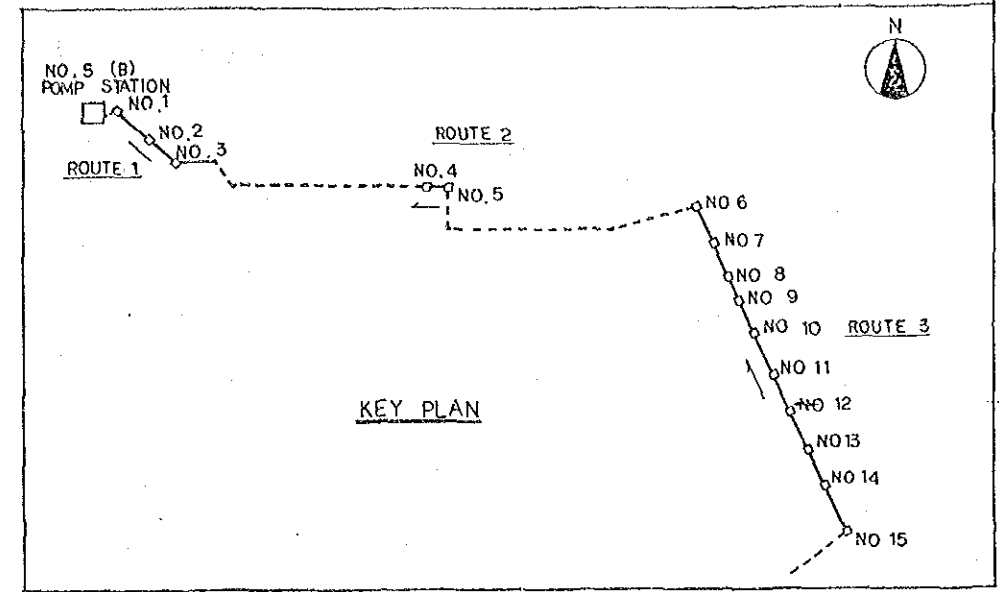 N
NO, 5 (B)
POMP STATION
NO, 1
NO, 2
NO, 3
ROUTE 1
ROUTE 2
NO, 4
NO, 5
NO 6
NO 7
NO 8
NO 9
NO 10
ROUTE 3
NO 11
NO 12
NO 13
NO 14
NO 15
KEY PLAN